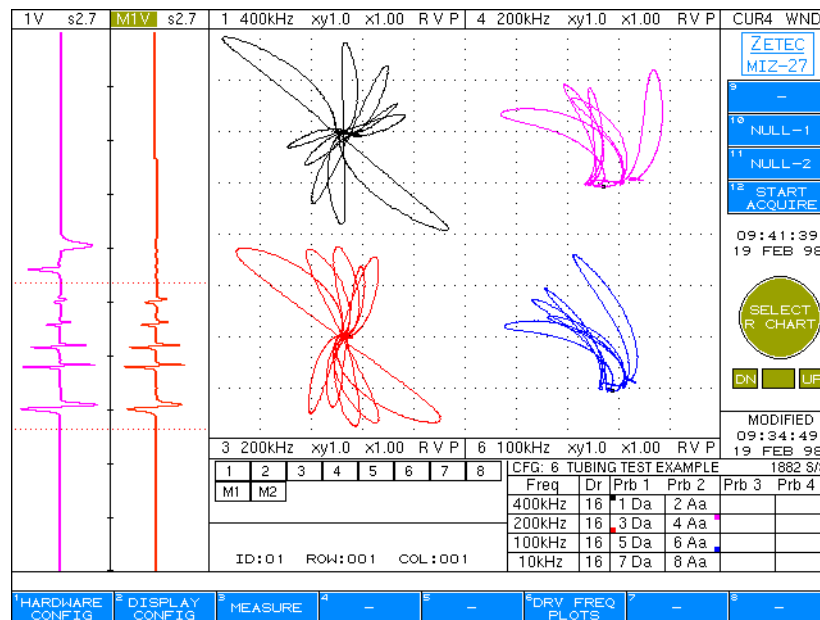 1V s2.7 M1V s2.7 1 400kHz xy1.0 x1.00 R V P 4 200kHz xy1.0 x1.00 R V P CUR4 WND
ZETEC
MIZ-27
9 –
10 NULL-1
11 NULL-2
12 START
ACQUIRE
09:41:39
19 FEB 98
SELECT
R CHART
DN UP
MODIFIED
09:34:49
19 FEB 98
3 200kHz xy1.0 x1.00 R V P 6 100kHz xy1.0 x1.00 R V P
1 2 3 4 5 6 7 8
M1 M2
ID:01 ROW:001 COL:001
CFG: 6 TUBING TEST EXAMPLE 1882 S/S
Freq Dr Prb 1 Prb 2 Prb 3 Prb 4
400kHz 16 1 Da 2 Aa
200kHz 16 3 Da 4 Aa
100kHz 16 5 Da 6 Aa
10kHz 16 7 Da 8 Aa
1 HARDWARE
CONFIG
2 DISPLAY
CONFIG
3 MEASURE
4 –
5 –
6 DRV FREQ
PLOTS
7 –
8 –